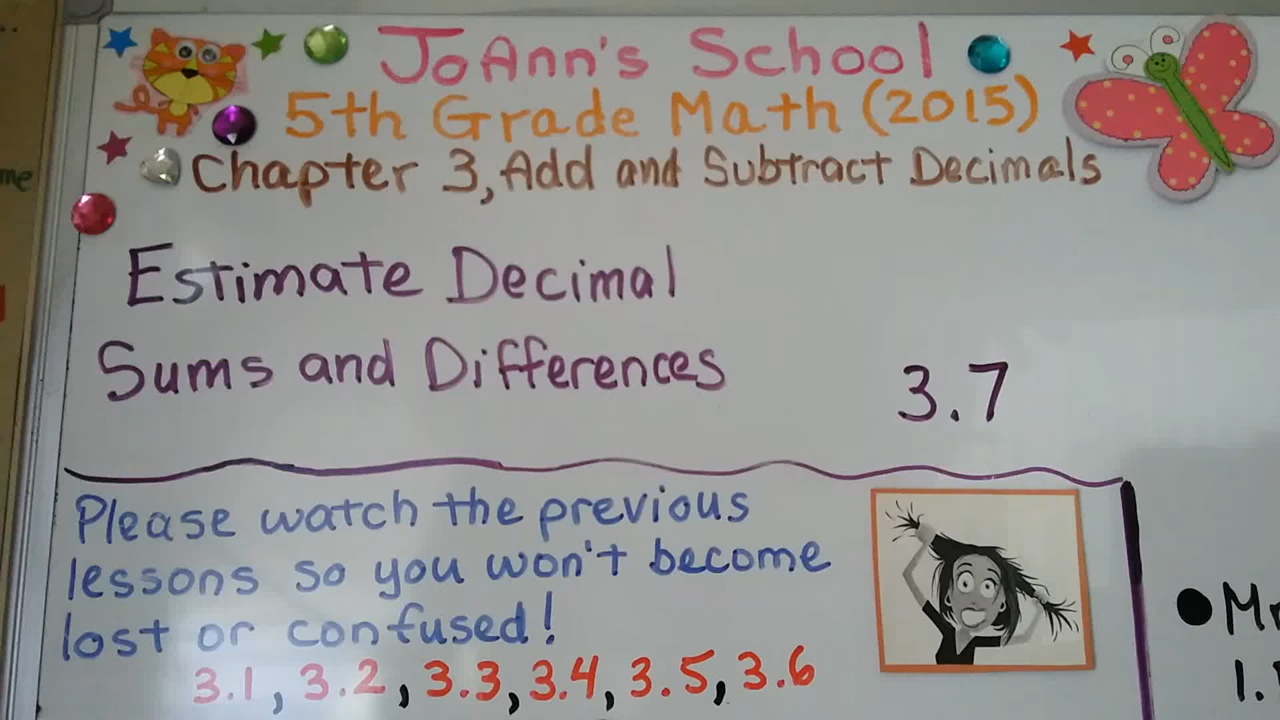 JoAnn's School
5th Grade Math (2015)
Chapter 3, Add and Subtract Decimals
Estimate Decimal
Sums and Differences
3.7
Please watch the previous
lessons so you won't become
lost or confused!
3.1, 3.2, 3.3, 3.4, 3.5, 3.6
me
1.